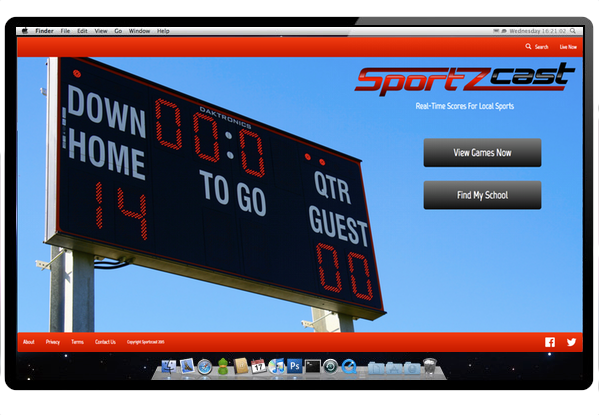 Finder File Edit View Go Window Help
Wednesday 16:21:02
Search Live Now
SportZcast
Real-Time Scores For Local Sports
View Games Now
Find My School
DAKTRONICS
00:0
DOWN
HOME
TO GO
QTR
GUEST
14
00
About Privacy Terms Contact Us Copyright Sportzcast 2015
17
Ps